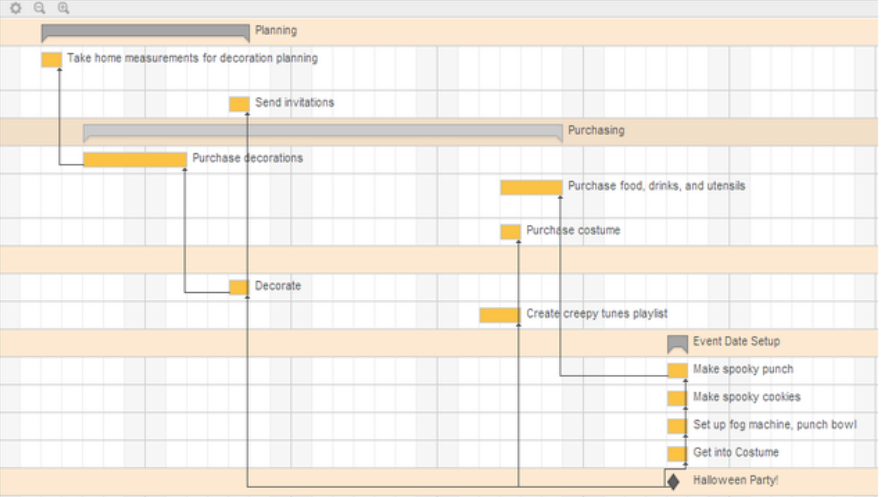 Planning
Take home measurements for decoration planning
Send invitations
Purchasing
Purchase decorations
Purchase food, drinks, and utensils
Purchase costume
Decorate
Create creepy tunes playlist
Event Date Setup
Make spooky punch
Make spooky cookies
Set up fog machine, punch bowl
Get into Costume
Halloween Party!